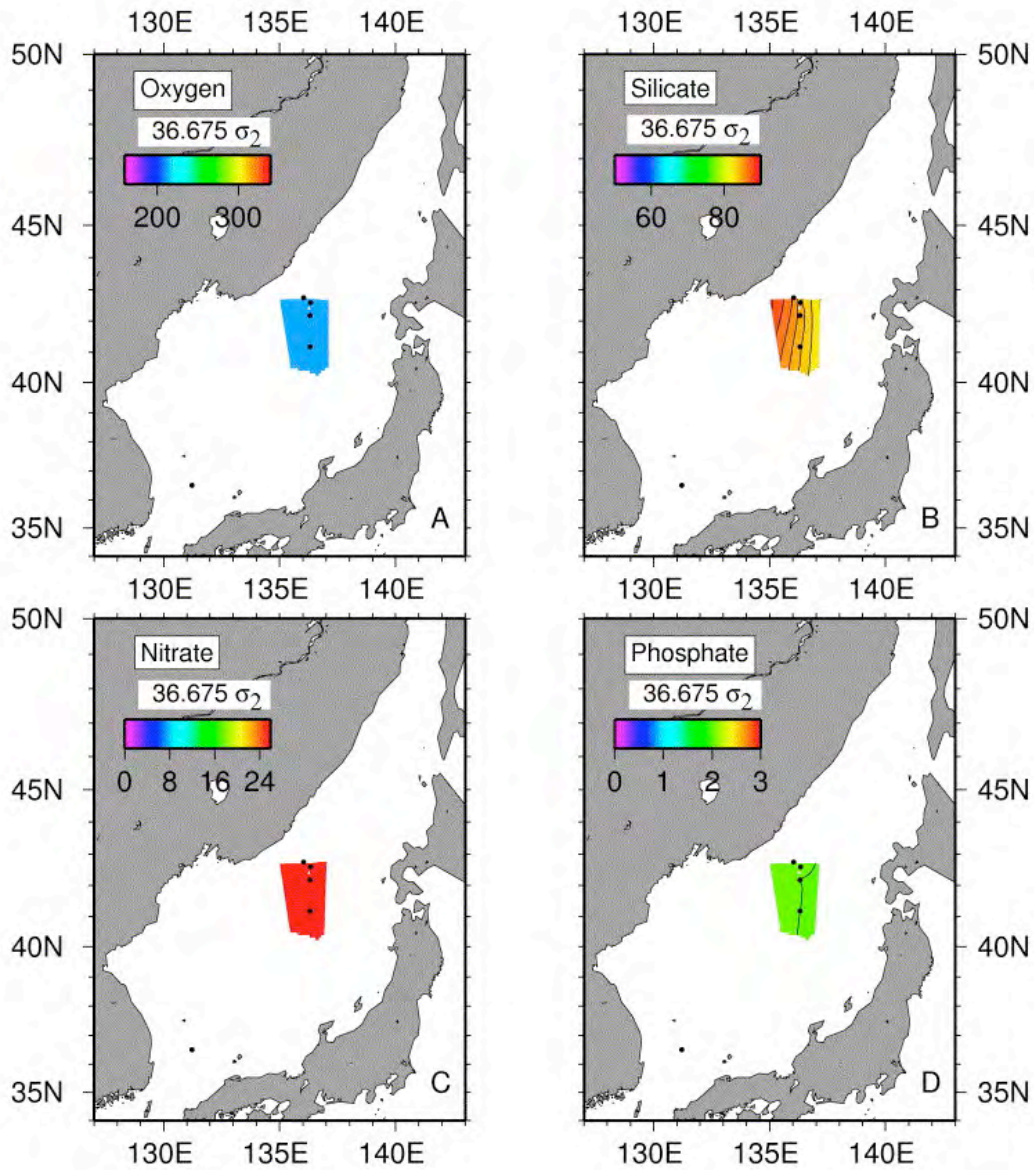 130E 135E 140E
130E 135E 140E
50N
Oxygen
36.675 σ2
200 300
45N
40N
35N
A
Silicate
36.675 σ2
60 80
50N
45N
40N
35N
B
130E 135E 140E
130E 135E 140E
50N
Nitrate
36.675 σ2
0 8 16 24
45N
40N
35N
C
Phosphate
36.675 σ2
0 1 2 3
50N
45N
40N
35N
D
130E 135E 140E
130E 135E 140E